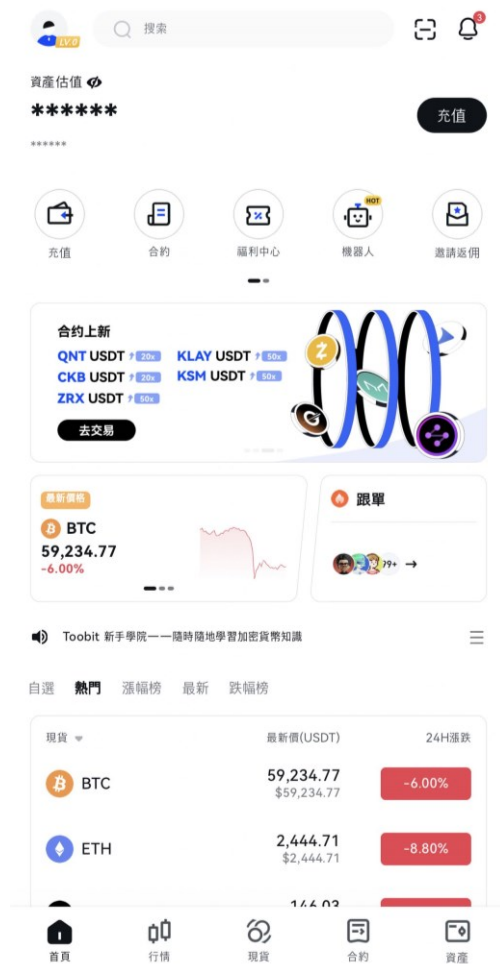 LV.0
搜索
3
資產估值
******
充值
******
HOT
充值
合約
福利中心
機器人
邀請返佣
合约上新
QNT USDT 20x KLAY USDT 50x
CKB USDT 20x KSM USDT 50x
ZRX USDT 50x
去交易
最新價格
BTC
59,234.77
-6.00%
跟單
99+ →
Toobit 新手學院一一隨時隨地學習加密貨幣知識
自選 熱門 漲幅榜 最新 跌幅榜
現貨 最新價(USDT) 24H漲跌
BTC 59,234.77 -6.00%
$59,234.77
ETH 2,444.71 -8.80%
$2,444.71
146.03
首頁 行情 現貨 合約 資產